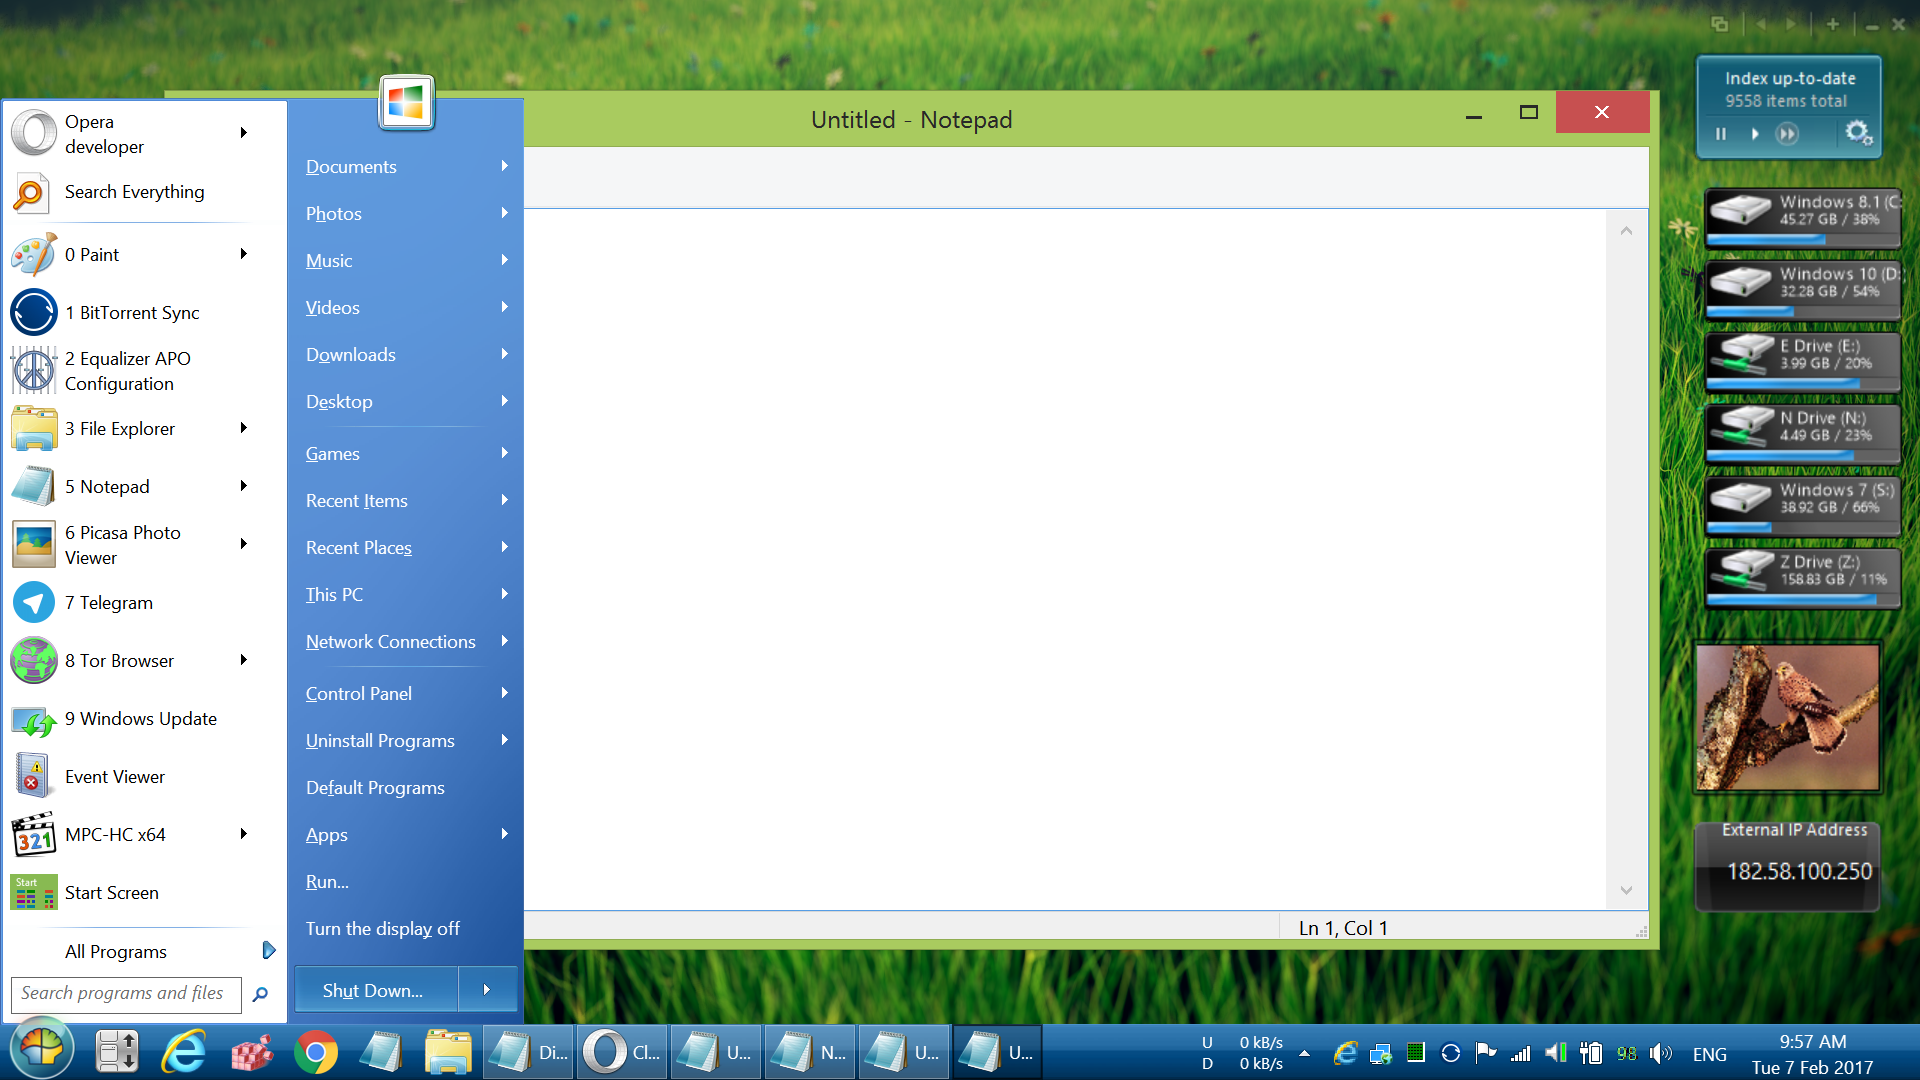 Opera
developer
Search Everything
0 Paint
1 BitTorrent Sync
2 Equalizer APO
Configuration
3 File Explorer
5 Notepad
6 Picasa Photo
Viewer
7 Telegram
8 Tor Browser
9 Windows Update
Event Viewer
321
MPC-HC x64
Start
Start Screen
All Programs
Search programs and files
Documents
Photos
Music
Videos
Downloads
Desktop
Games
Recent Items
Recent Places
This PC
Network Connections
Control Panel
Uninstall Programs
Default Programs
Apps
Run...
Turn the display off
Shut Down...
Untitled - Notepad
Ln 1, Col 1
Index up-to-date
9558 items total
Windows 8.1 (C:
45.27 GB / 38%
Windows 10 (D:
32.28 GB / 54%
E Drive (E:)
3.99 GB / 20%
N Drive (N:)
4.49 GB / 23%
Windows 7 (S:)
38.92 GB / 66%
Z Drive (Z:)
158.83 GB / 11%
External IP Address
182.58.100.250
Di...
Cl...
U...
N...
U...
U...
U 0 kB/s
D 0 kB/s
98
ENG
9:57 AM
Tue 7 Feb 2017